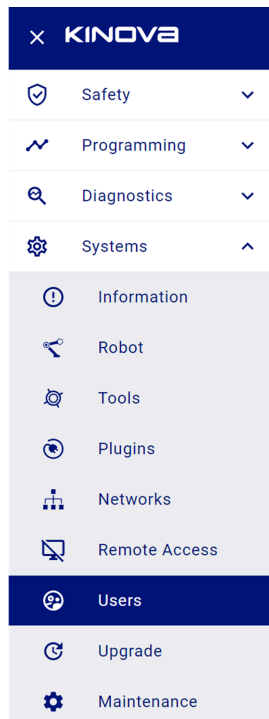 KINOVA
Safety
Programming
Diagnostics
Systems
Information
Robot
Tools
Plugins
Networks
Remote Access
Users
Upgrade
Maintenance